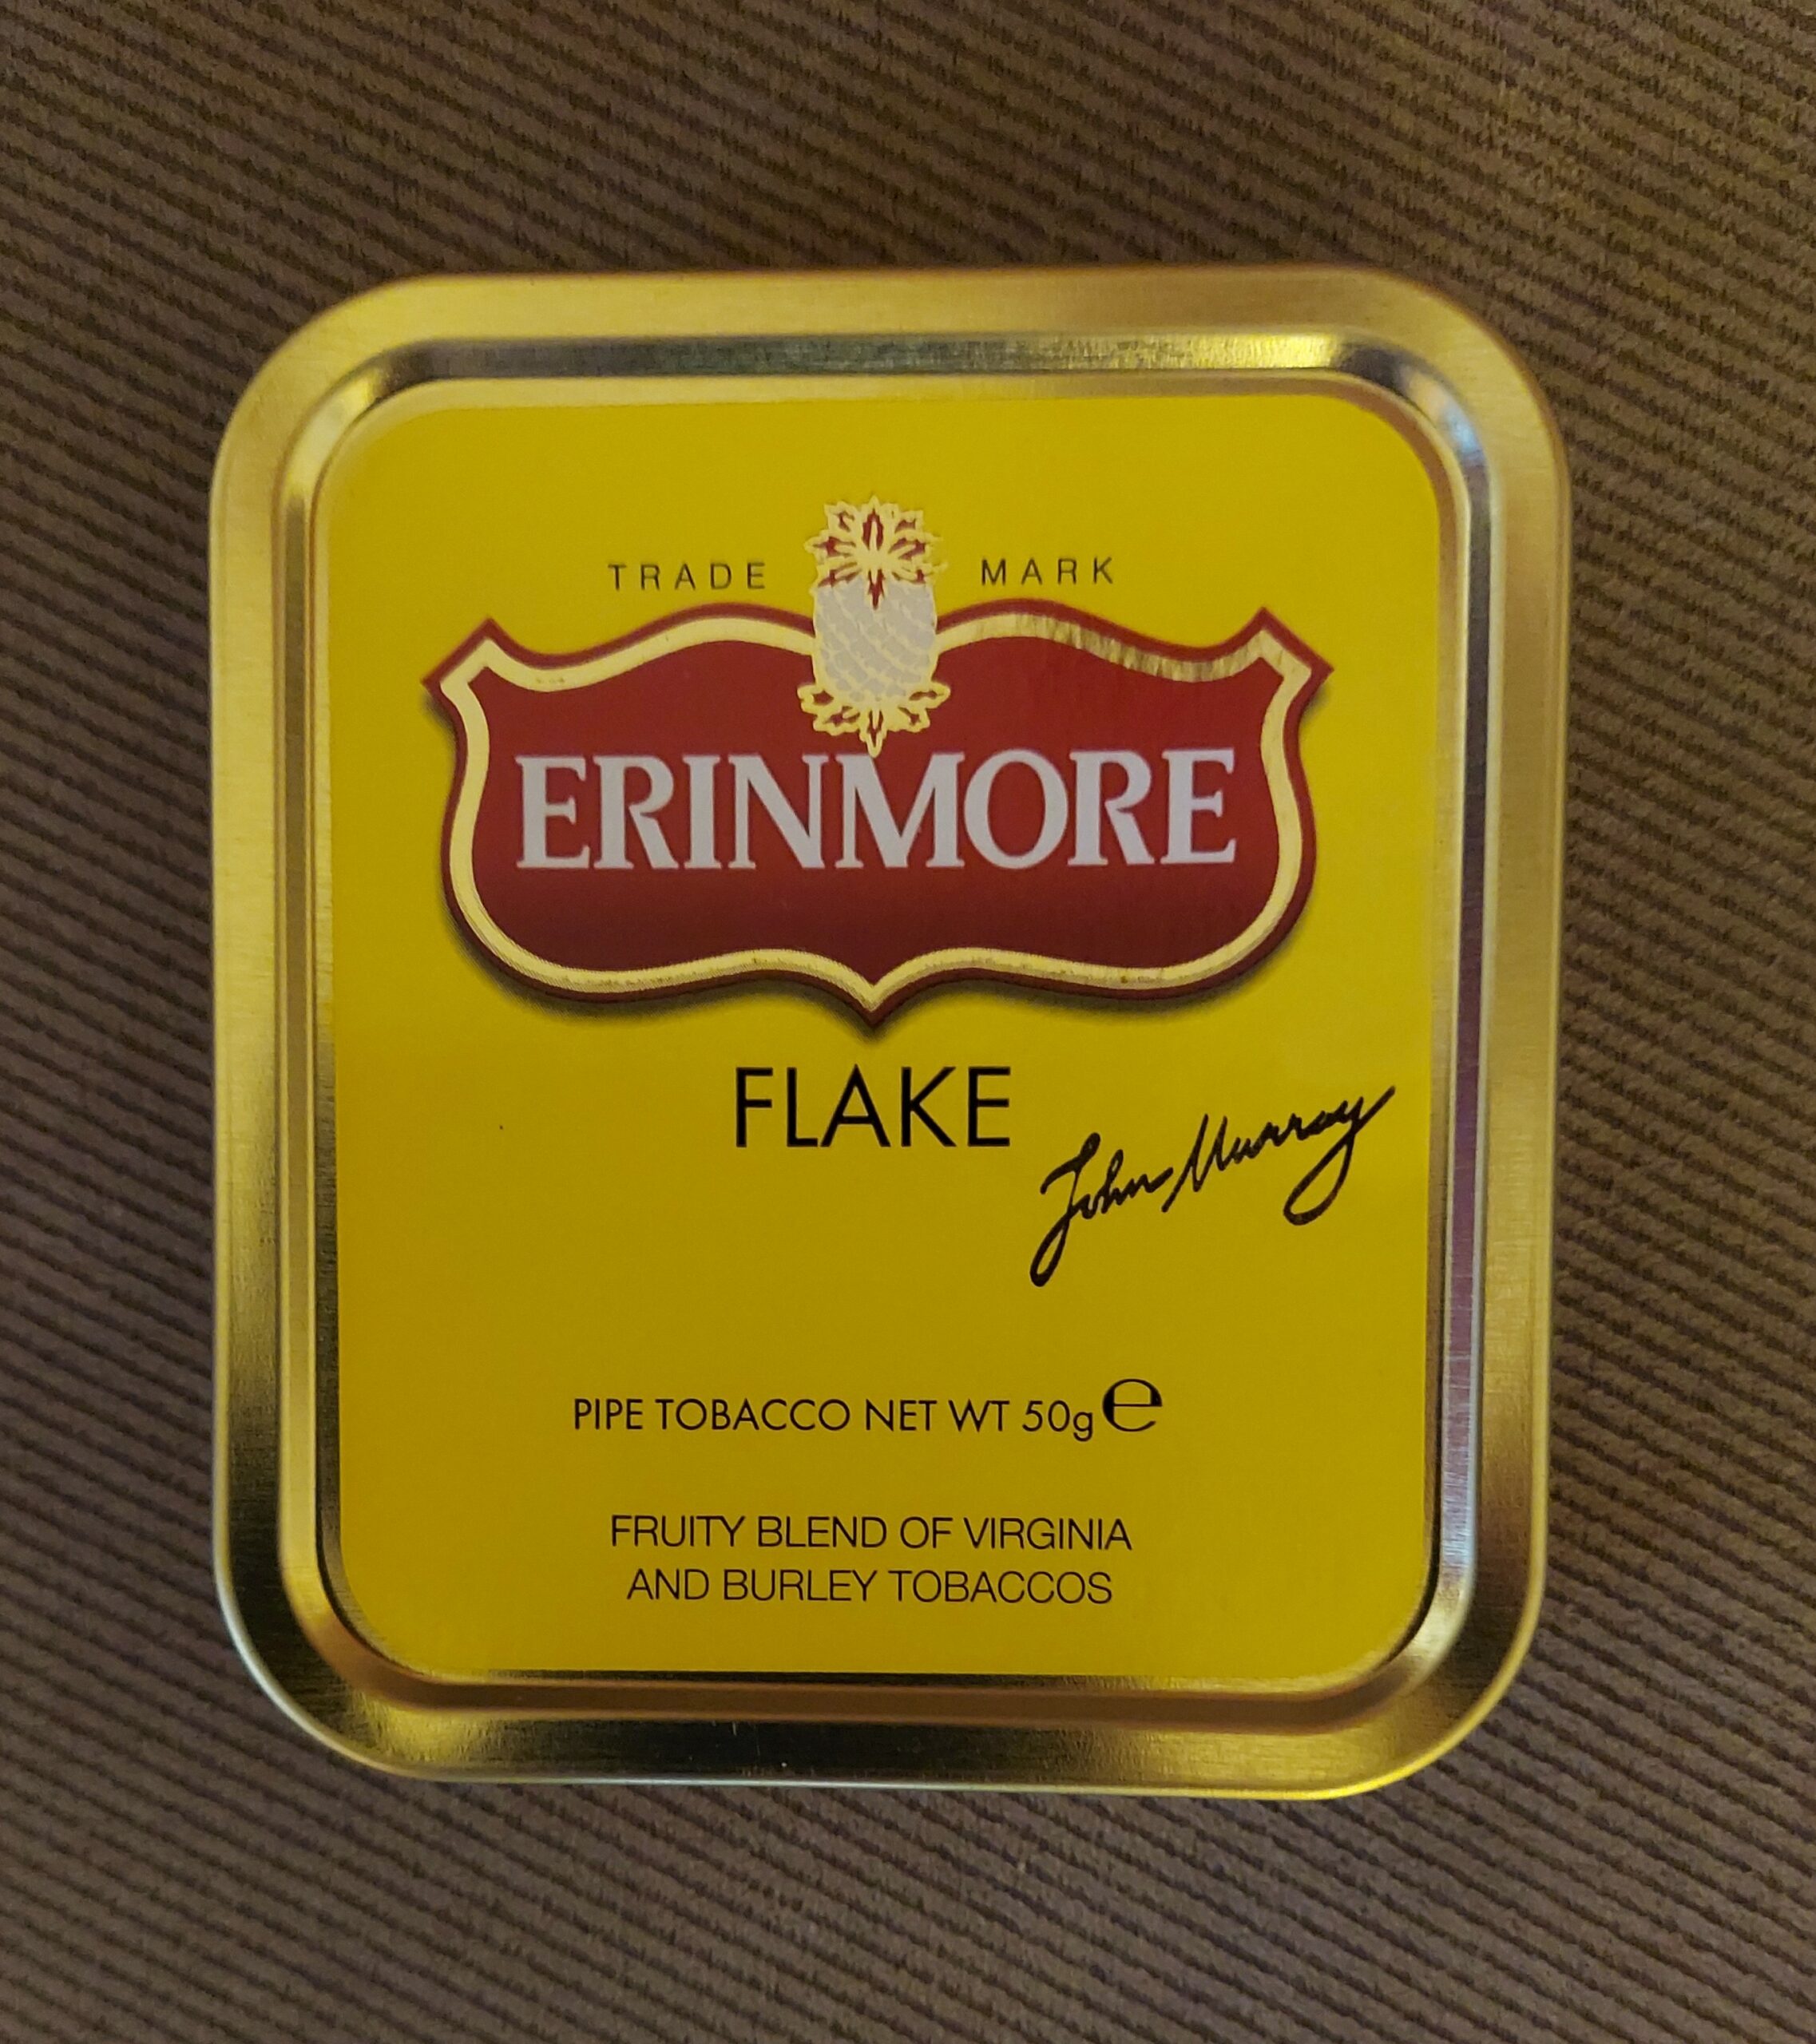 TRADE MARK
ERINMORE
FLAKE
John Murray
PIPE TOBACCO NET WT 50g℮
FRUITY BLEND OF VIRGINIA
AND BURLEY TOBACCOS